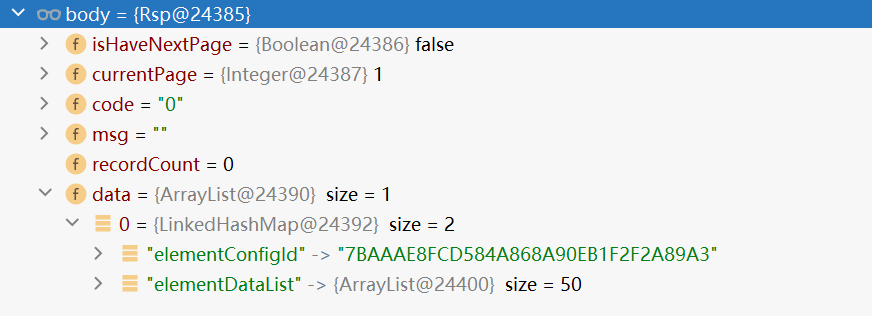 body = {Rsp@24385}
f isHaveNextPage = {Boolean@24386} false
f currentPage = {Integer@24387} 1
f code = "0"
f msg = ""
f recordCount = 0
f data = {ArrayList@24390} size = 1
0 = {LinkedHashMap@24392} size = 2
"elementConfigId" -> "7BAAAE8FCD584A868A90EB1F2F2A89A3"
"elementDataList" -> {ArrayList@24400} size = 50